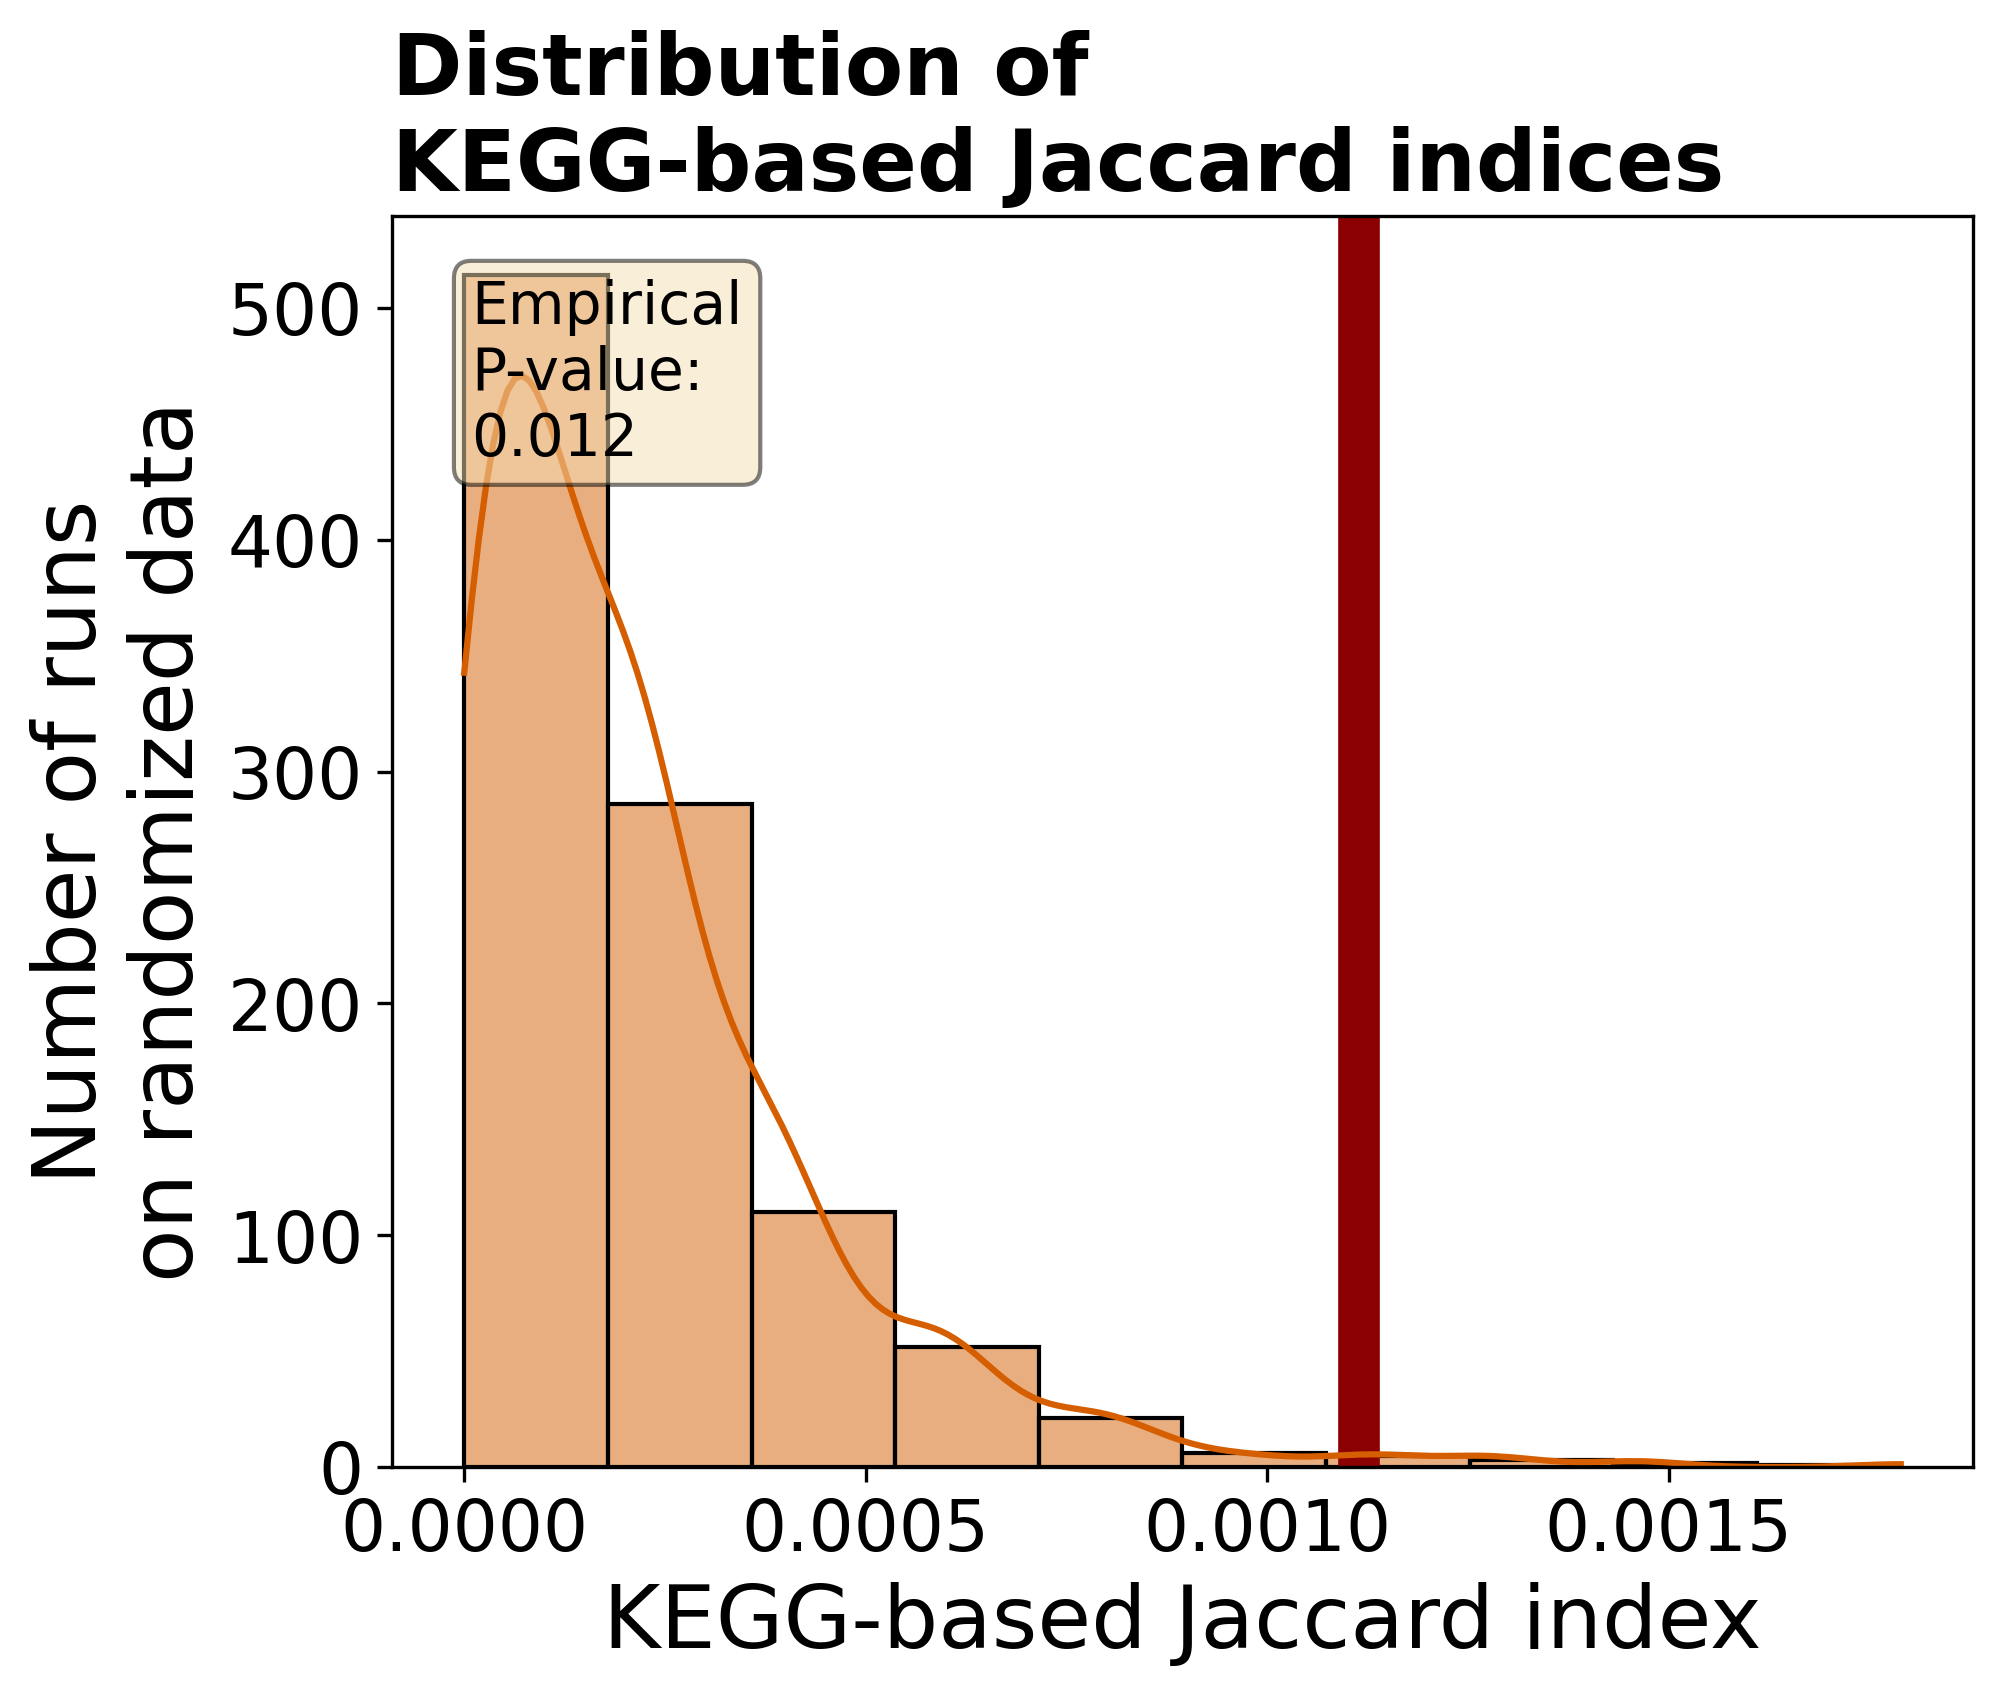 Distribution of
KEGG-based Jaccard indices
Number of runs
on randomized data
500
400
300
200
100
0
Empirical
P-value:
0.012
0.0000
0.0005
0.0010
0.0015
KEGG-based Jaccard index